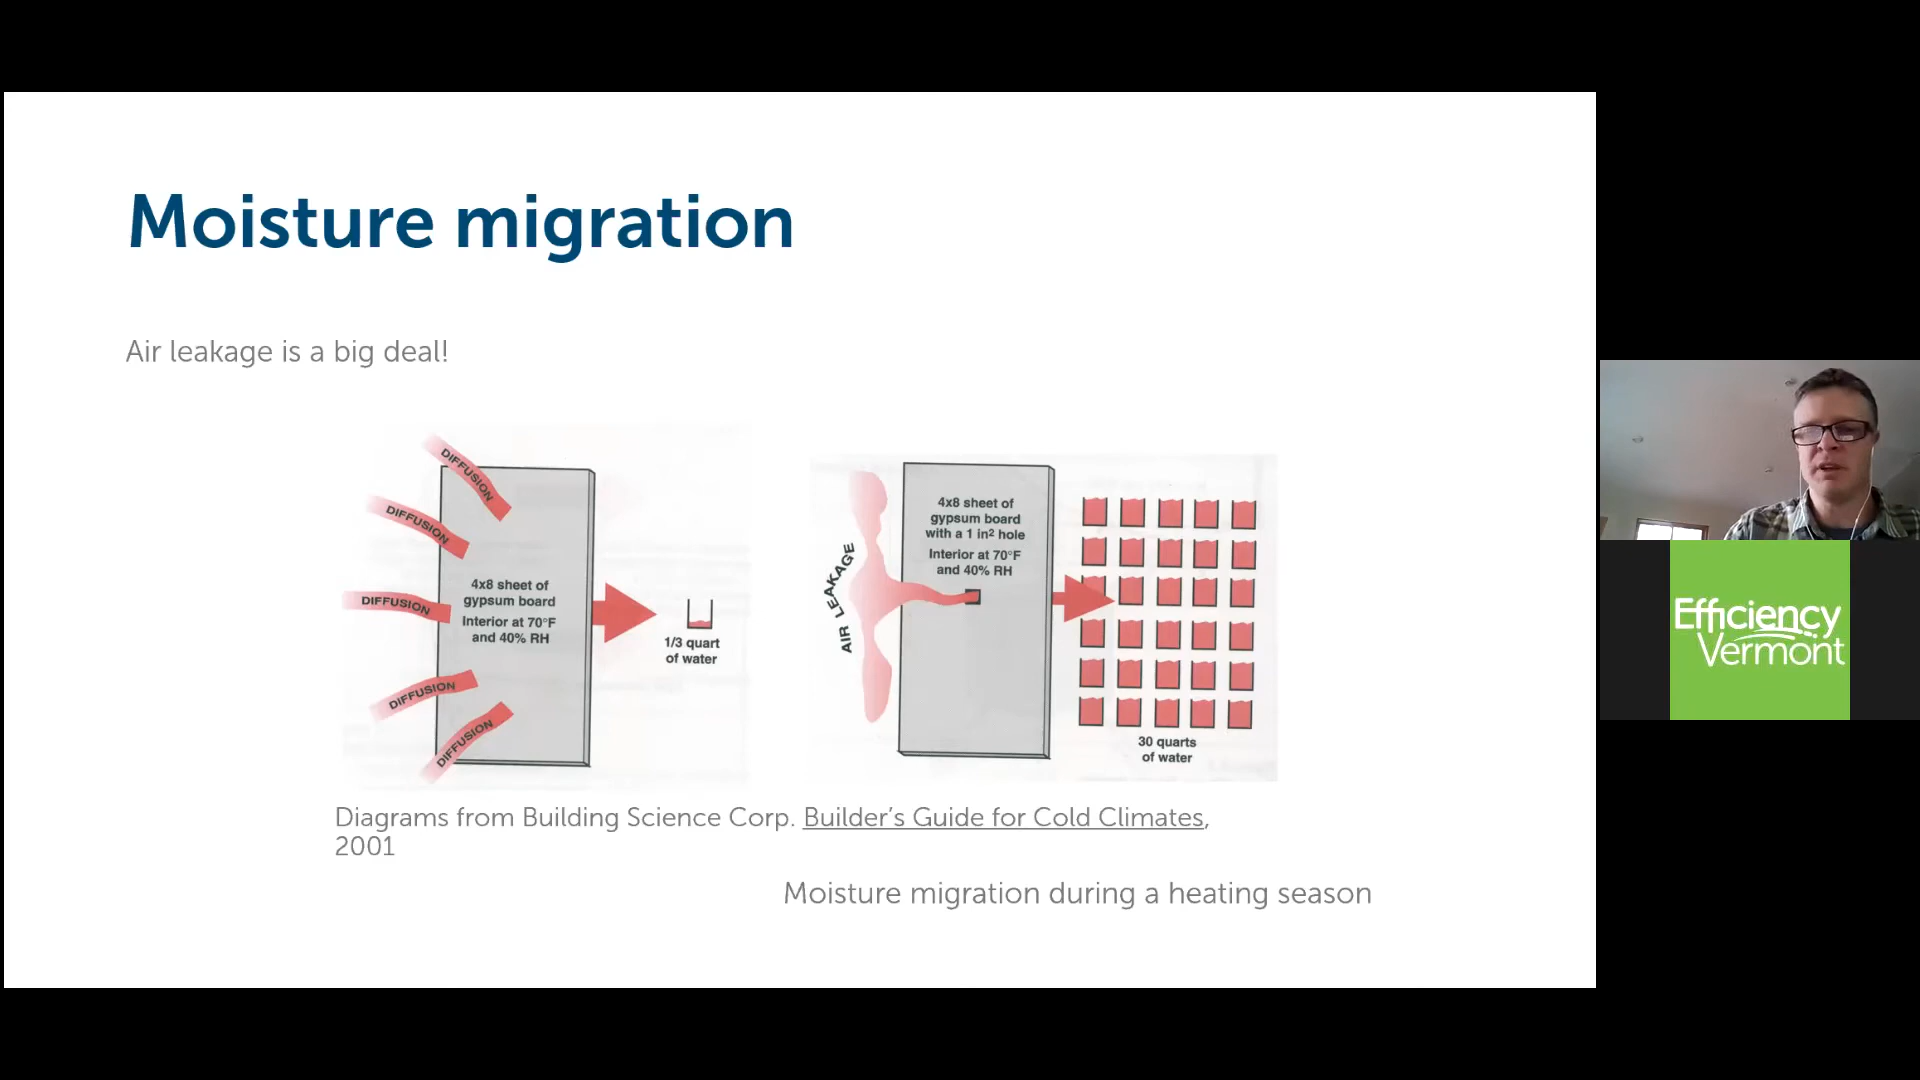 Moisture migration
Air leakage is a big deal!
DIFFUSION
DIFFUSION
DIFFUSION
DIFFUSION
DIFFUSION
4x8 sheet of
gypsum board
Interior at 70°F
and 40% RH
1/3 quart
of water
AIR LEAKAGE
4x8 sheet of
gypsum board
with a 1 in² hole
Interior at 70°F
and 40% RH
30 quarts
of water
Diagrams from Building Science Corp. Builder’s Guide for Cold Climates,
2001
Moisture migration during a heating season
Efficiency
Vermont